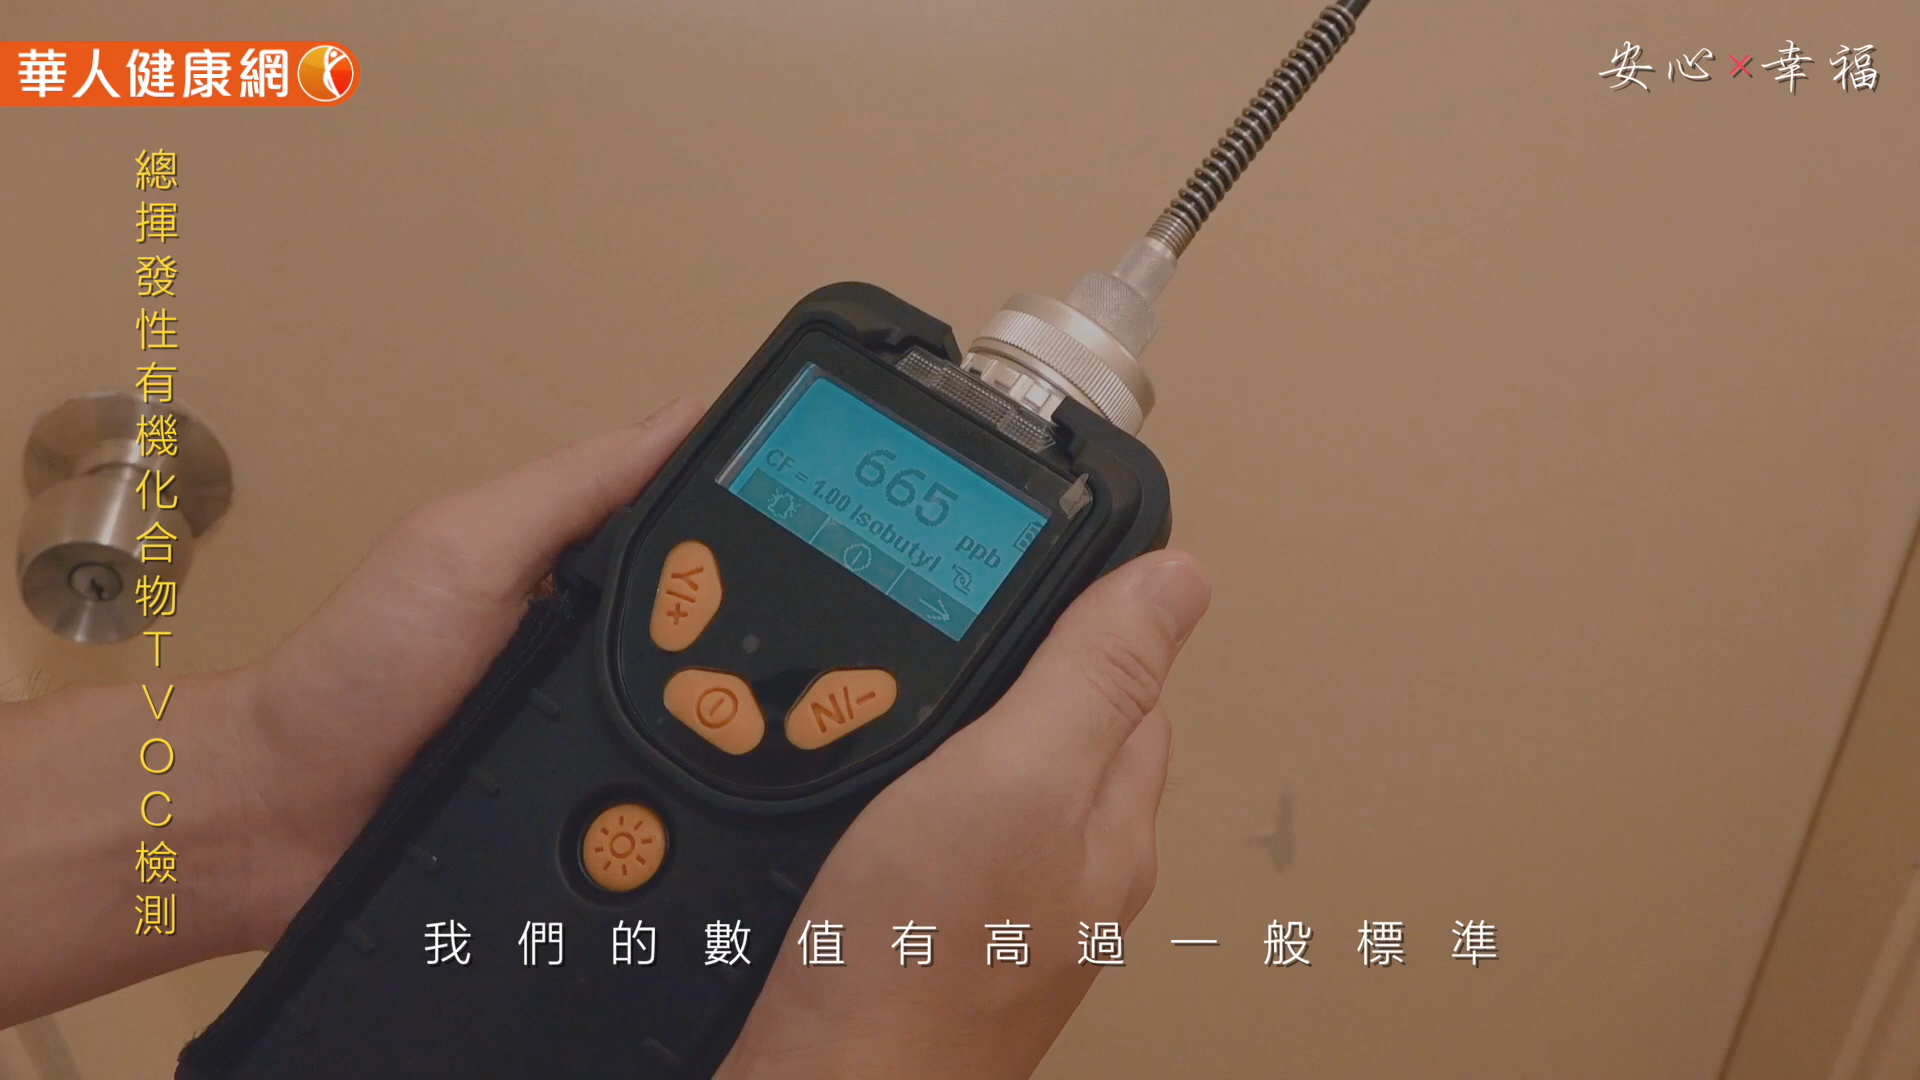 華人健康網
安心×幸福
總揮發性有機化合物TVOC檢測
665
ppb
CF = 1.00 Isobutyl
Y/+
N/-
我們的數值有高過一般標準